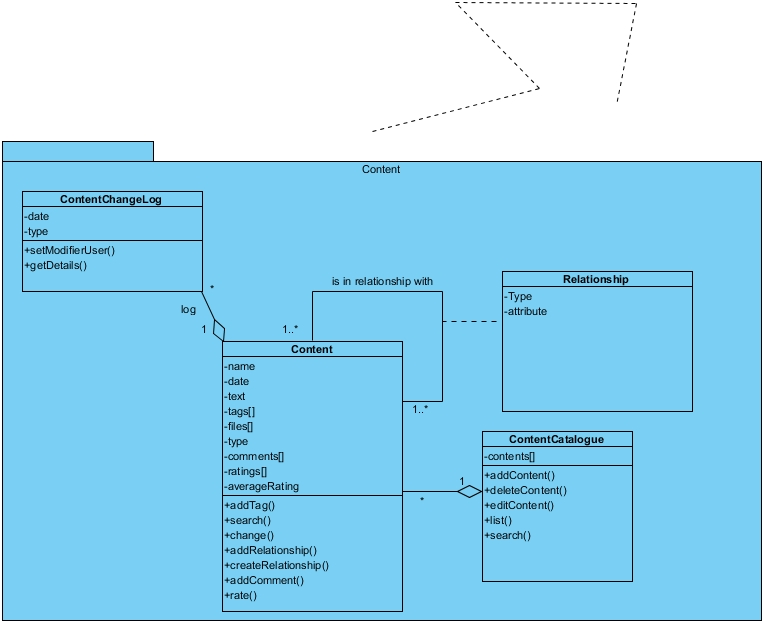 Content
ContentChangeLog
-date
-type
+setModifierUser()
+getDetails()
*
log
1
is in relationship with
1..*
1..*
Relationship
-Type
-attribute
Content
-name
-date
-text
-tags[]
-files[]
-type
-comments[]
-ratings[]
-averageRating
+addTag()
+search()
+change()
+addRelationship()
+createRelationship()
+addComment()
+rate()
1
*
ContentCatalogue
-contents[]
+addContent()
+deleteContent()
+editContent()
+list()
+search()